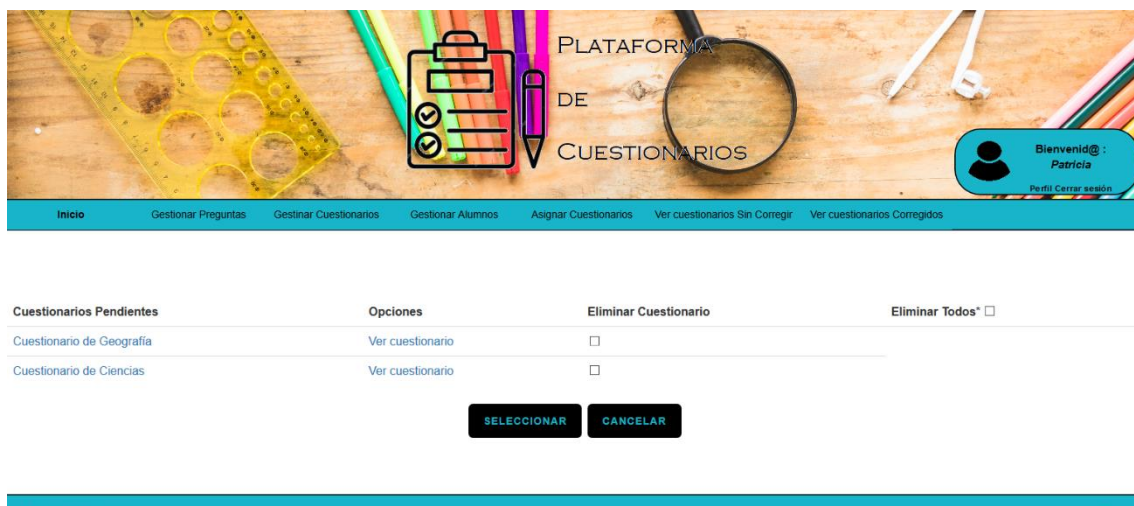 PLATAFORMA
DE
CUESTIONARIOS
Bienvenid@ :
Patricia
Perfil Cerrar sesión
Inicio Gestionar Preguntas Gestinar Cuestionarios Gestionar Alumnos Asignar Cuestionarios Ver cuestionarios Sin Corregir Ver cuestionarios Corregidos
Cuestionarios Pendientes Opciones Eliminar Cuestionario Eliminar Todos*
Cuestionario de Geografía Ver cuestionario
Cuestionario de Ciencias Ver cuestionario
SELECCIONAR CANCELAR